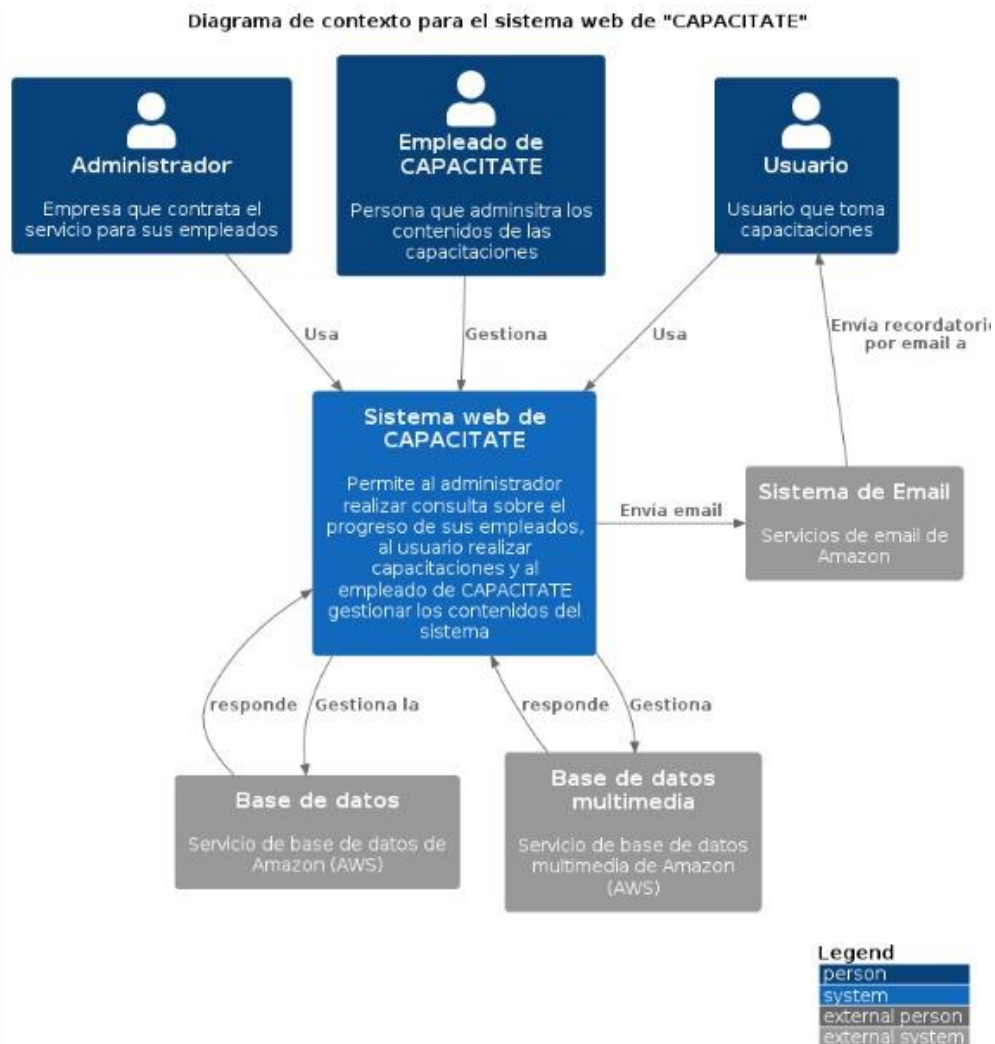 Diagrama de contexto para el sistema web de "CAPACITATE"
Administrador
Empresa que contrata el
servicio para sus empleados
Empleado de
CAPACITATE
Persona que adminsitra los
contenidos de las
capacitaciones
Usuario
Usuario que toma
capacitaciones
Usa
Gestiona
Usa
Envía recordatorio
por email a
Sistema web de
CAPACITATE
Permite al administrador
realizar consulta sobre el
progreso de sus empleados,
al usuario realizar
capacitaciones y al
empleado de CAPACITATE
gestionar los contenidos del
sistema
Envía email
Sistema de Email
Servicios de email de
Amazon
responde
Gestiona la
responde
Gestiona
Base de datos
Servicio de base de datos de
Amazon (AWS)
Base de datos
multimedia
Servicio de base de datos
multimedia de Amazon
(AWS)
Legend
person
system
external person
external system